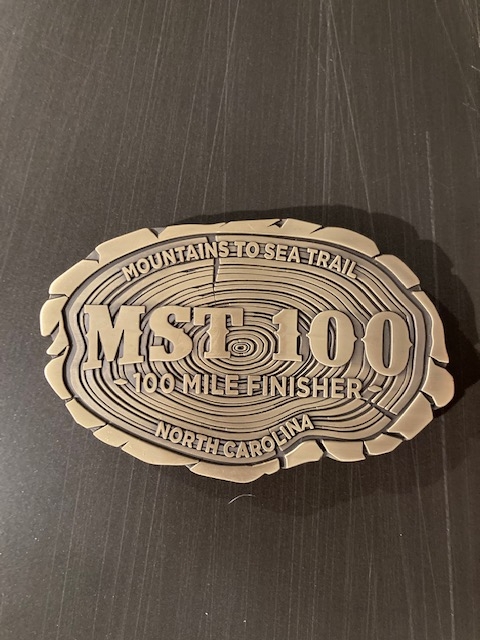 MOUNTAINS TO SEA TRAIL
MST 100
~100 MILE FINISHER~
NORTH CAROLINA